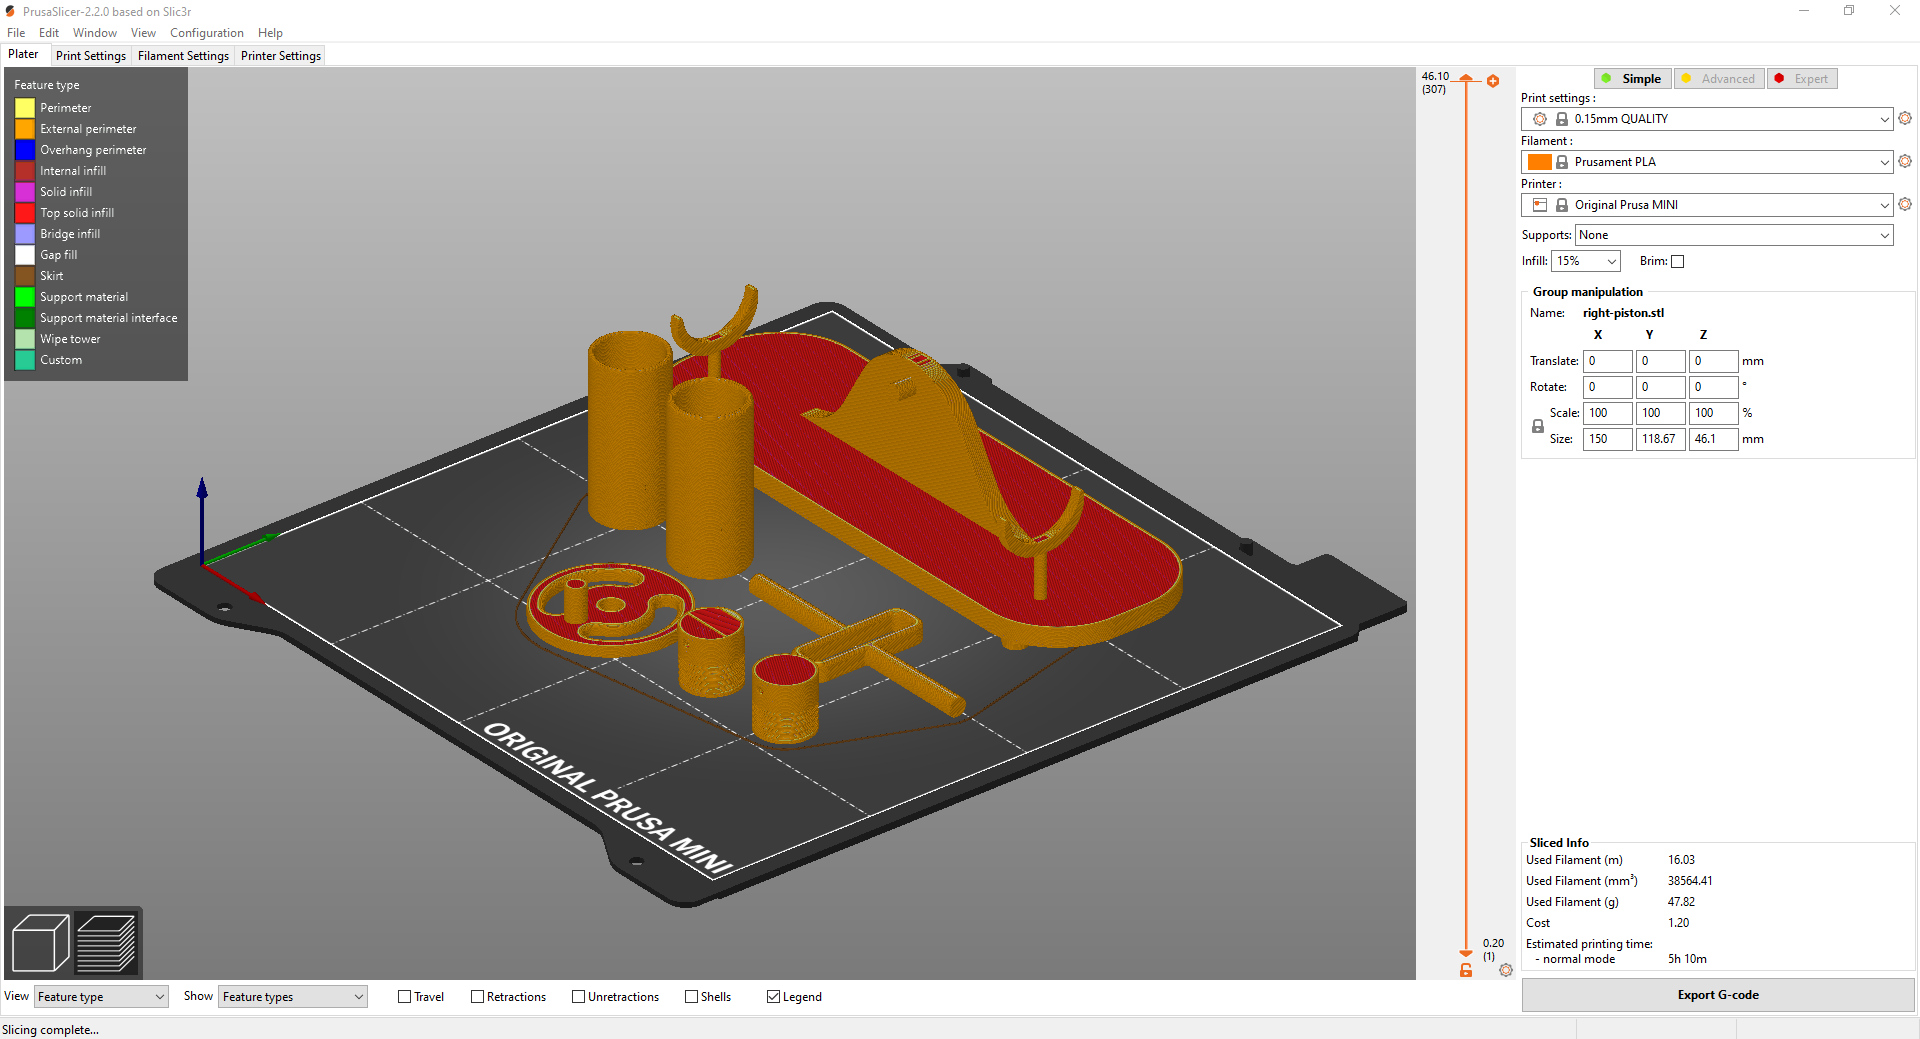 PrusaSlicer-2.2.0 based on Slic3r
File Edit Window View Configuration Help
Plater Print Settings Filament Settings Printer Settings
Feature type
Perimeter
External perimeter
Overhang perimeter
Internal infill
Solid infill
Top solid infill
Bridge infill
Gap fill
Skirt
Support material
Support material interface
Wipe tower
Custom
ORIGINAL PRUSA MINI
46.10
(307)
0.20
(1)
Simple Advanced Expert
Print settings :
0.15mm QUALITY
Filament :
Prusament PLA
Printer :
Original Prusa MINI
Supports: None
Infill: 15% Brim:
Group manipulation
Name: right-piston.stl
X Y Z
Translate: 0 0 0 mm
Rotate: 0 0 0 °
Scale: 100 100 100 %
Size: 150 118.67 46.1 mm
Sliced Info
Used Filament (m) 16.03
Used Filament (mm³) 38564.41
Used Filament (g) 47.82
Cost 1.20
Estimated printing time:
- normal mode 5h 10m
Export G-code
View Feature type Show Feature types Travel Retractions Unretractions Shells Legend
Slicing complete...